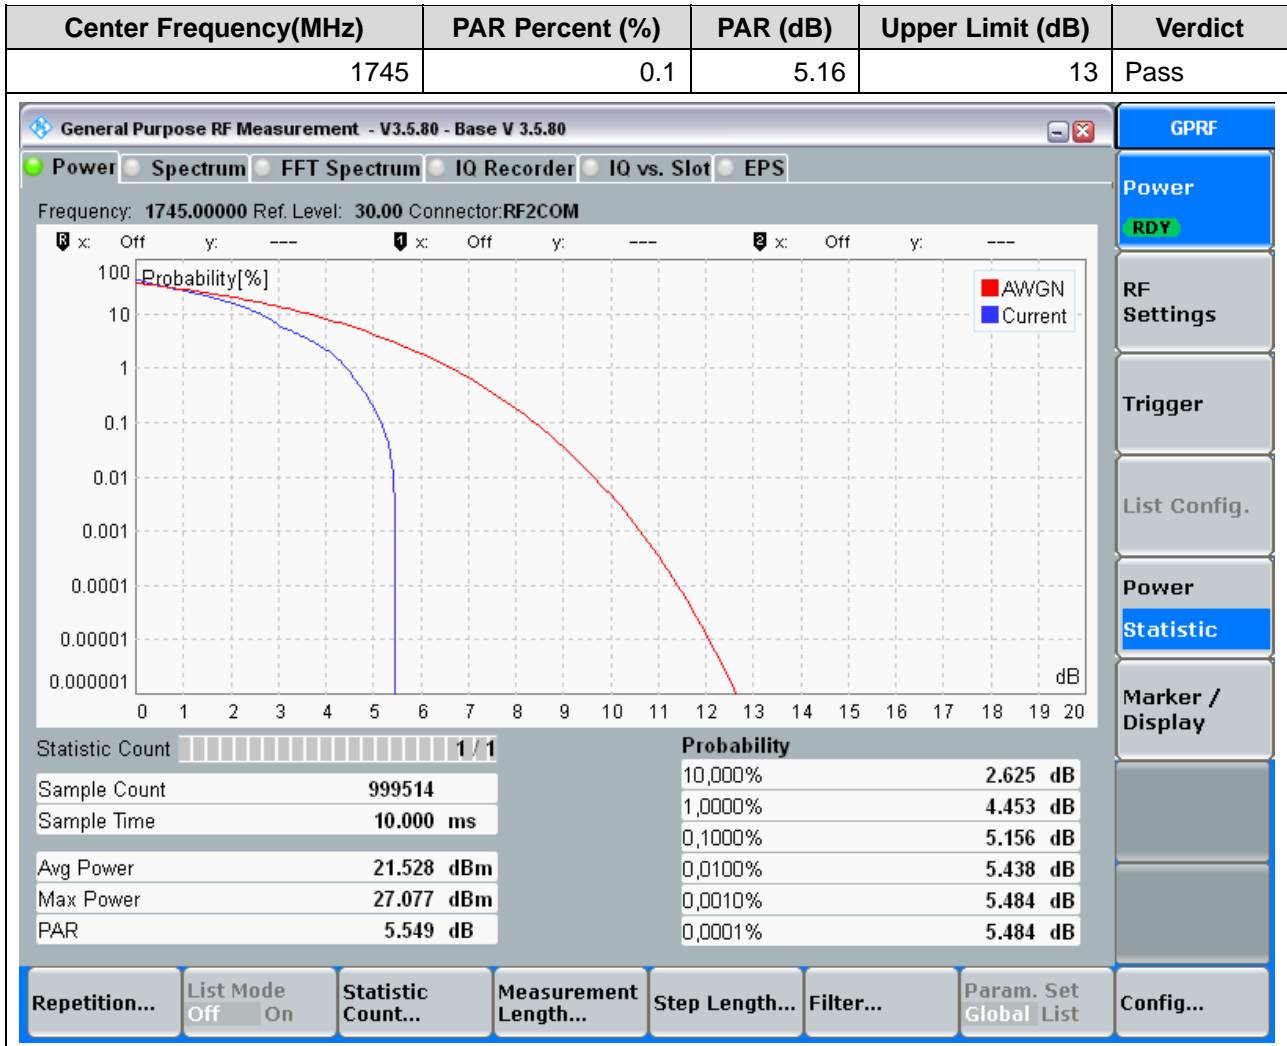 Center Frequency(MHz) PAR Percent (%) PAR (dB) Upper Limit (dB) Verdict
1745 0.1 5.16 13 Pass
General Purpose RF Measurement - V3.5.80 - Base V 3.5.80
GPRF
Power Spectrum FFT Spectrum IQ Recorder IQ vs. Slot EPS
Frequency: 1745.00000 Ref. Level: 30.00 Connector:RF2COM
R x: Off y: --- 1 x: Off y: --- 2 x: Off y: ---
Probability[%]
AWGN
Current
100
10
1
0.1
0.01
0.001
0.0001
0.00001
0.000001
dB
0 1 2 3 4 5 6 7 8 9 10 11 12 13 14 15 16 17 18 19 20
Statistic Count 1 / 1
Sample Count 999514
Sample Time 10.000 ms
Avg Power 21.528 dBm
Max Power 27.077 dBm
PAR 5.549 dB
Probability
10,000% 2.625 dB
1,0000% 4.453 dB
0,1000% 5.156 dB
0,0100% 5.438 dB
0,0010% 5.484 dB
0,0001% 5.484 dB
Power
RDY
RF
Settings
Trigger
List Config.
Power
Statistic
Marker /
Display
Repetition...
List Mode
Off On
Statistic
Count...
Measurement
Length...
Step Length...
Filter...
Param. Set
Global List
Config...